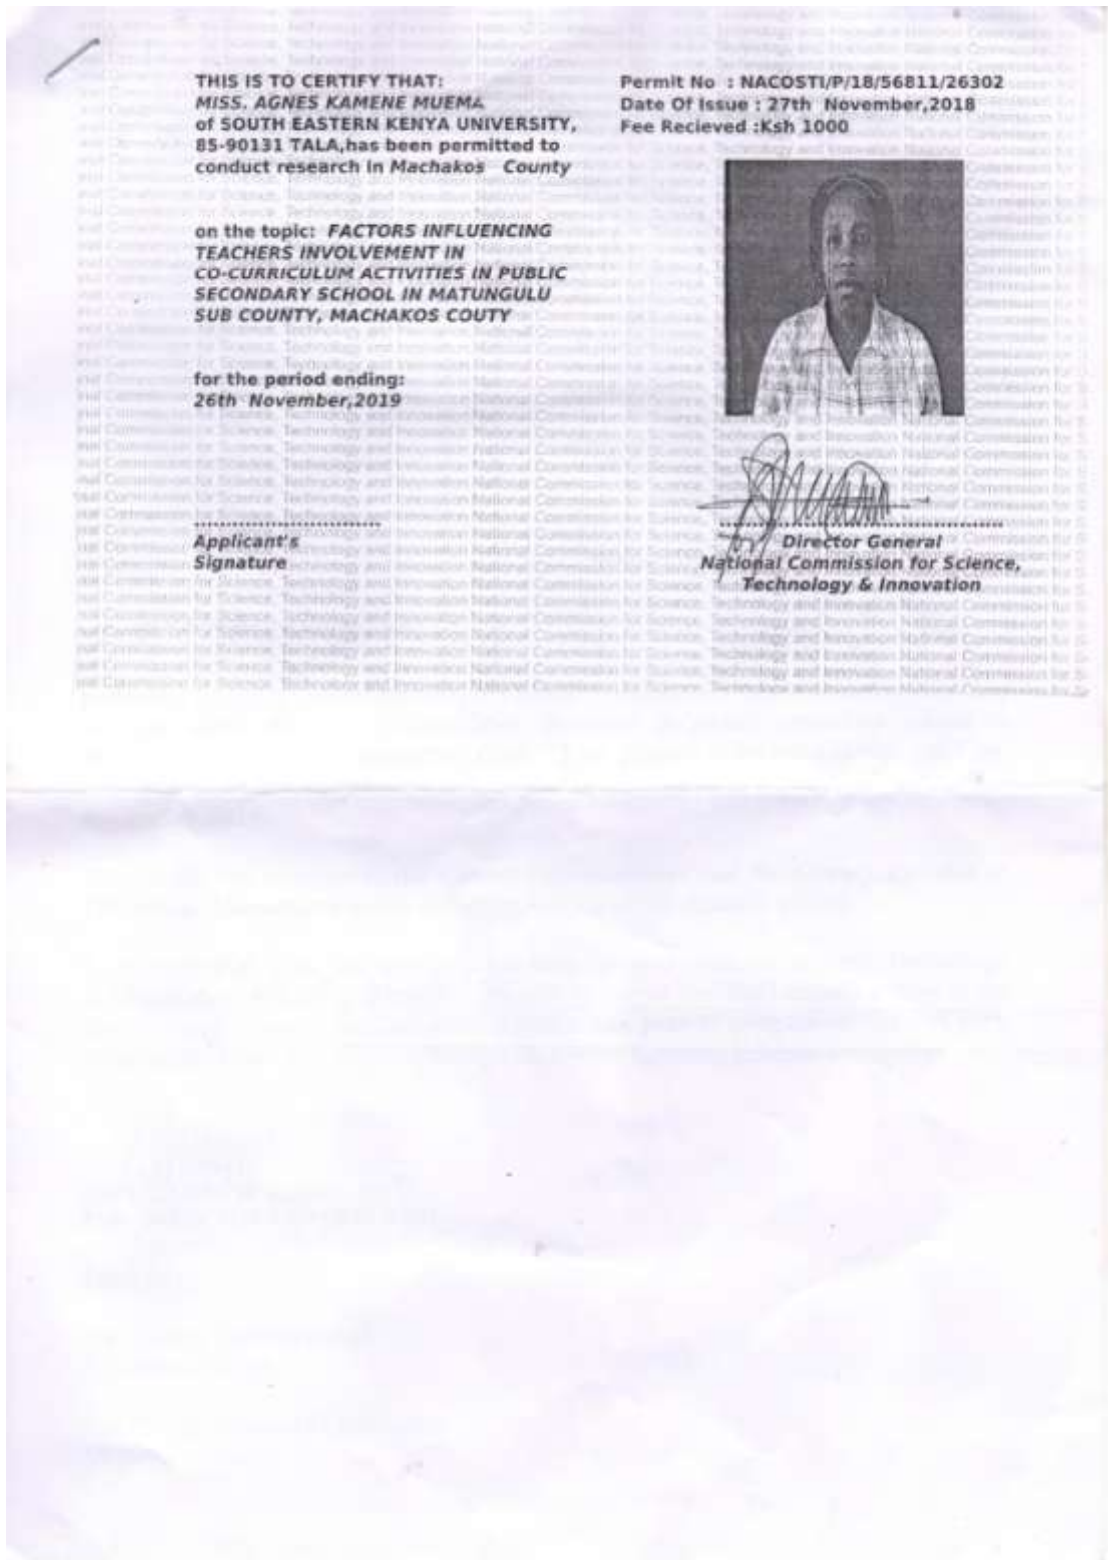 THIS IS TO CERTIFY THAT:
MISS. AGNES KAMENE MUEMA
of SOUTH EASTERN KENYA UNIVERSITY,
85-90131 TALA,has been permitted to
conduct research in Machakos County
on the topic: FACTORS INFLUENCING
TEACHERS INVOLVEMENT IN
CO-CURRICULUM ACTIVITIES IN PUBLIC
SECONDARY SCHOOL IN MATUNGULU
SUB COUNTY, MACHAKOS COUTY
for the period ending:
26th November,2019
Applicant's
Signature
Permit No : NACOSTI/P/18/56811/26302
Date Of Issue : 27th November,2018
Fee Recieved :Ksh 1000
Director General
National Commission for Science,
Technology & Innovation